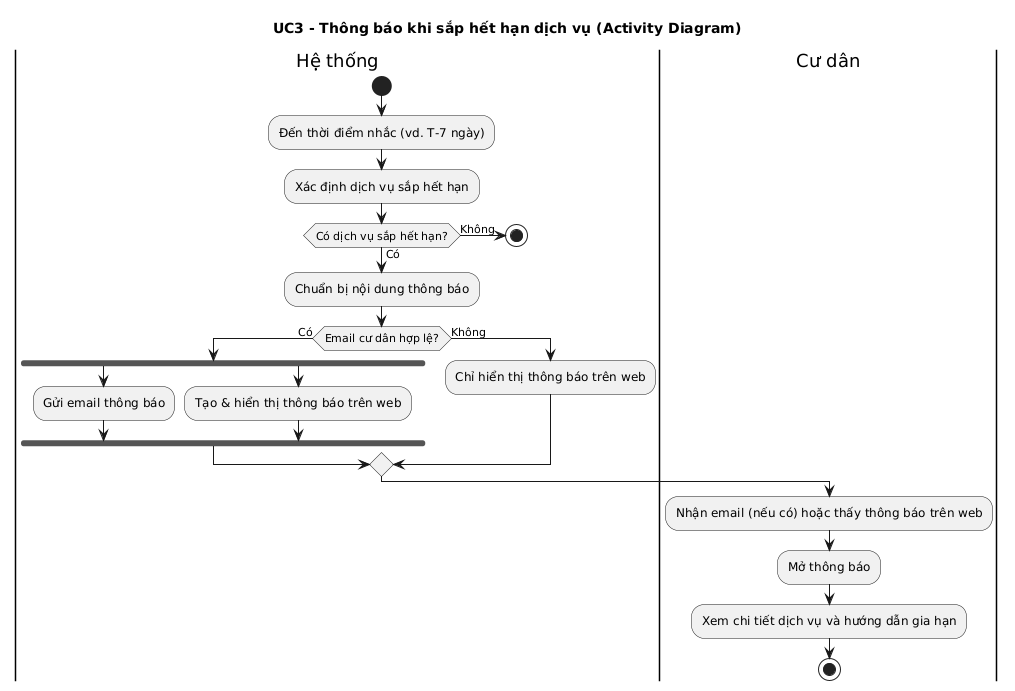 UC3 - Thông báo khi sắp hết hạn dịch vụ (Activity Diagram)
Hệ thống
Cư dân
Đến thời điểm nhắc (vd. T-7 ngày)
Xác định dịch vụ sắp hết hạn
Có dịch vụ sắp hết hạn?
Không
Có
Chuẩn bị nội dung thông báo
Có
Email cư dân hợp lệ?
Không
Gửi email thông báo
Tạo & hiển thị thông báo trên web
Chỉ hiển thị thông báo trên web
Nhận email (nếu có) hoặc thấy thông báo trên web
Mở thông báo
Xem chi tiết dịch vụ và hướng dẫn gia hạn